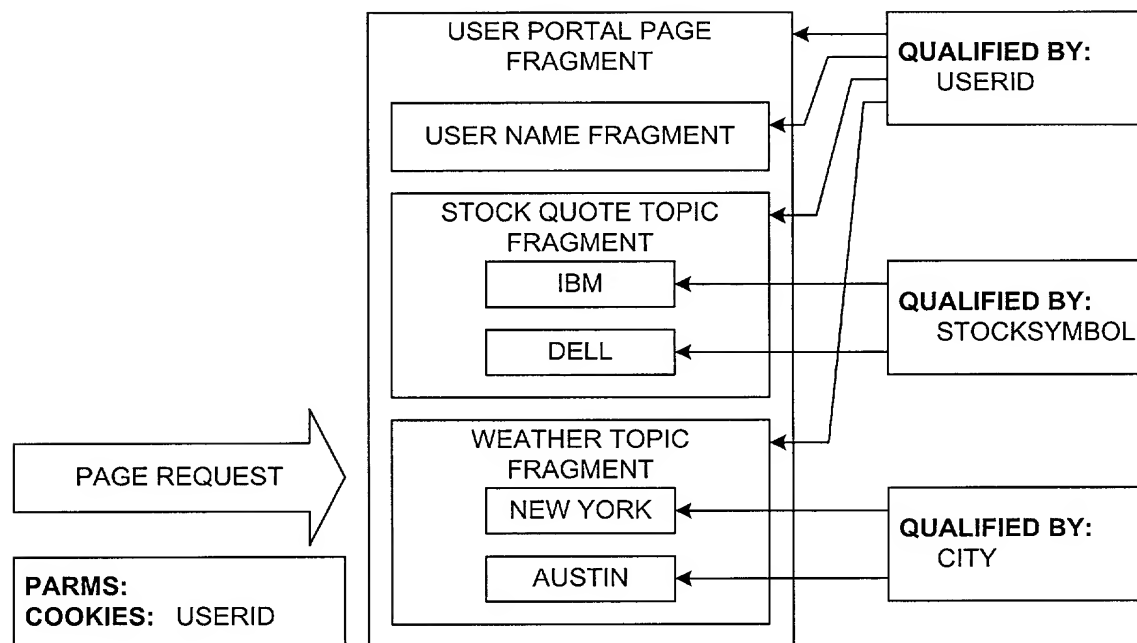 USER PORTAL PAGE
FRAGMENT
USER NAME FRAGMENT
STOCK QUOTE TOPIC
FRAGMENT
IBM
DELL
WEATHER TOPIC
FRAGMENT
NEW YORK
AUSTIN
QUALIFIED BY:
USERID
QUALIFIED BY:
STOCKSYMBOL
QUALIFIED BY:
CITY
PAGE REQUEST
PARMS:
COOKIES: USERID